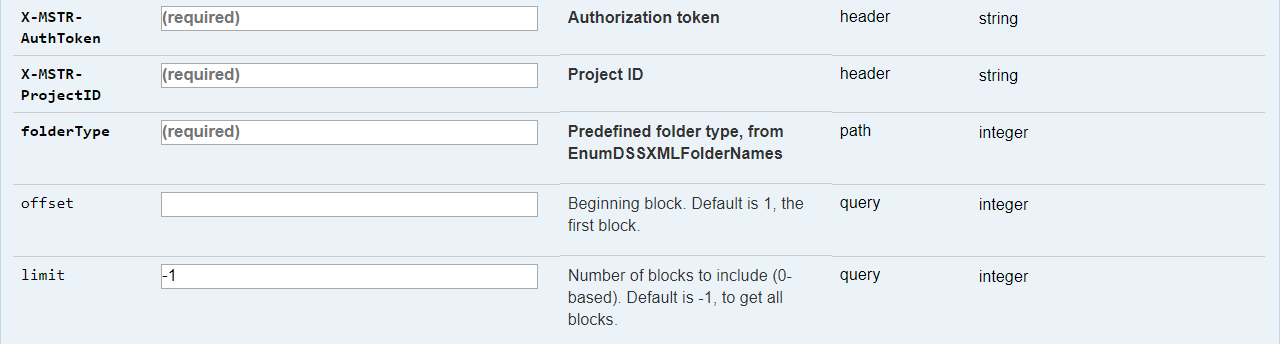 X-MSTR-AuthToken (required) Authorization token header string
X-MSTR-ProjectID (required) Project ID header string
folderType (required) Predefined folder type, from path integer
EnumDSSXMLFolderNames
offset Beginning block. Default is 1, the query integer
first block.
limit -1 Number of blocks to include (0- query integer
based). Default is -1, to get all
blocks.